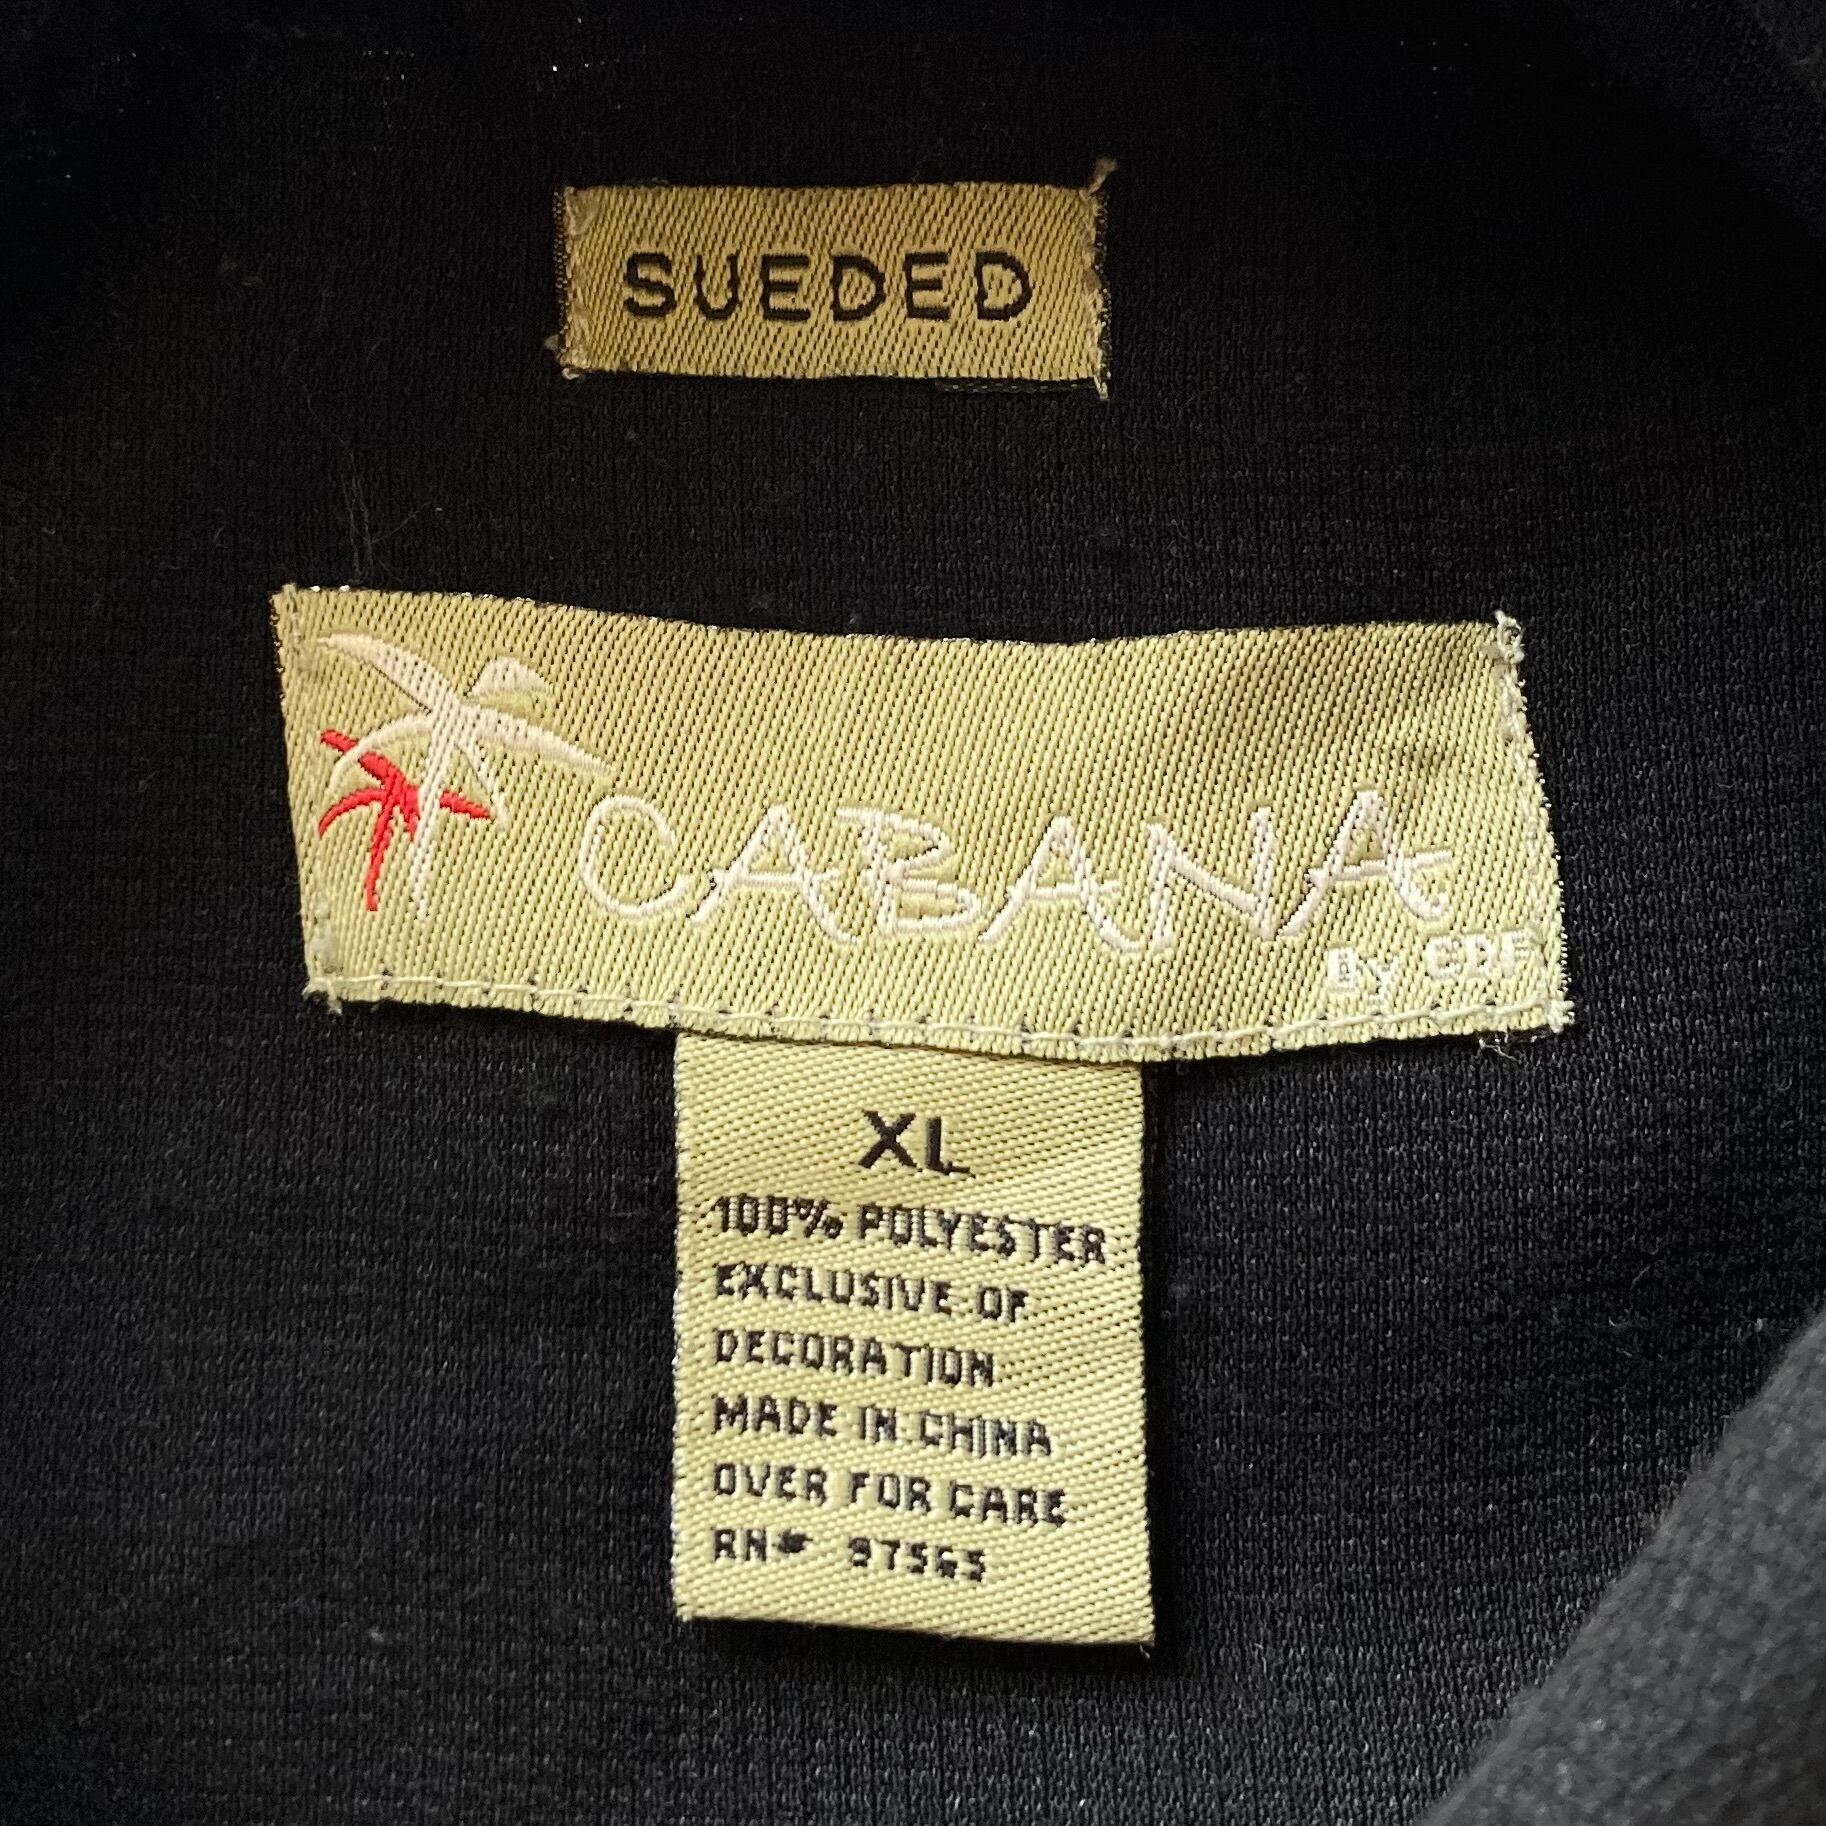 SUEDED
CABANA
By CDF
XL
100% POLYESTER
EXCLUSIVE OF
DECORATION
MADE IN CHINA
OVER FOR CARE
RN# 97565